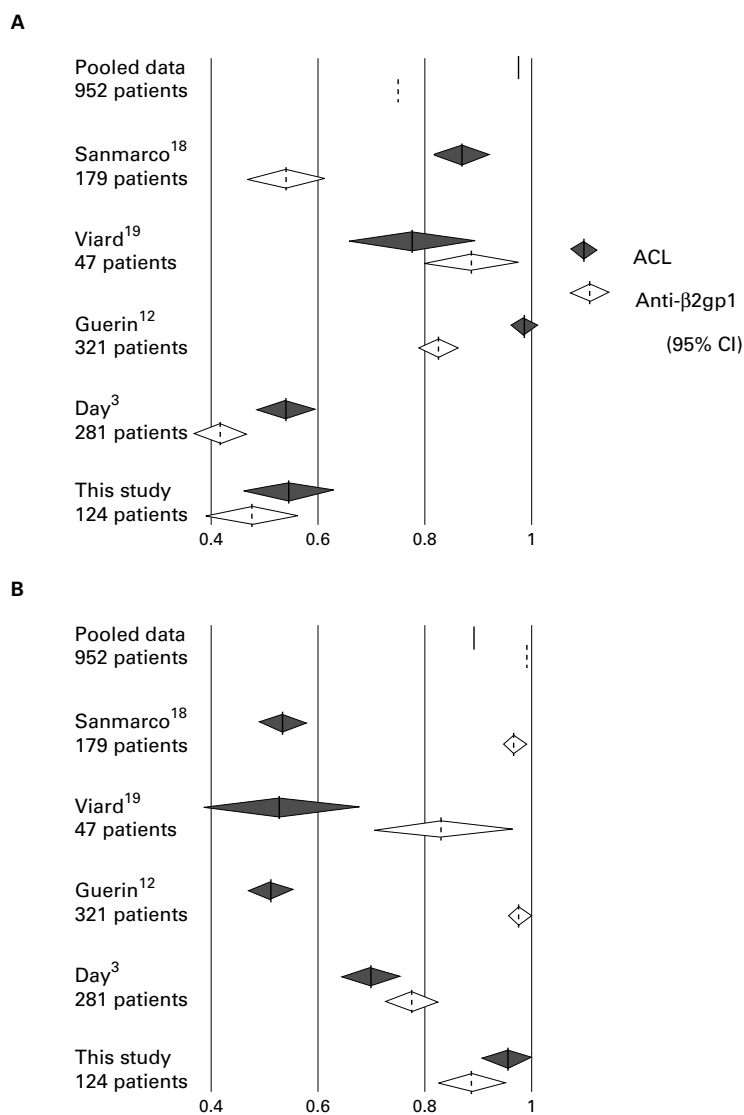 A
Pooled data
952 patients
Sanmarco18
179 patients
Viard19
47 patients
Guerin12
321 patients
Day3
281 patients
This study
124 patients
0.4 0.6 0.8 1
ACL
Anti-β2gp1
(95% CI)
B
Pooled data
952 patients
Sanmarco18
179 patients
Viard19
47 patients
Guerin12
321 patients
Day3
281 patients
This study
124 patients
0.4 0.6 0.8 1